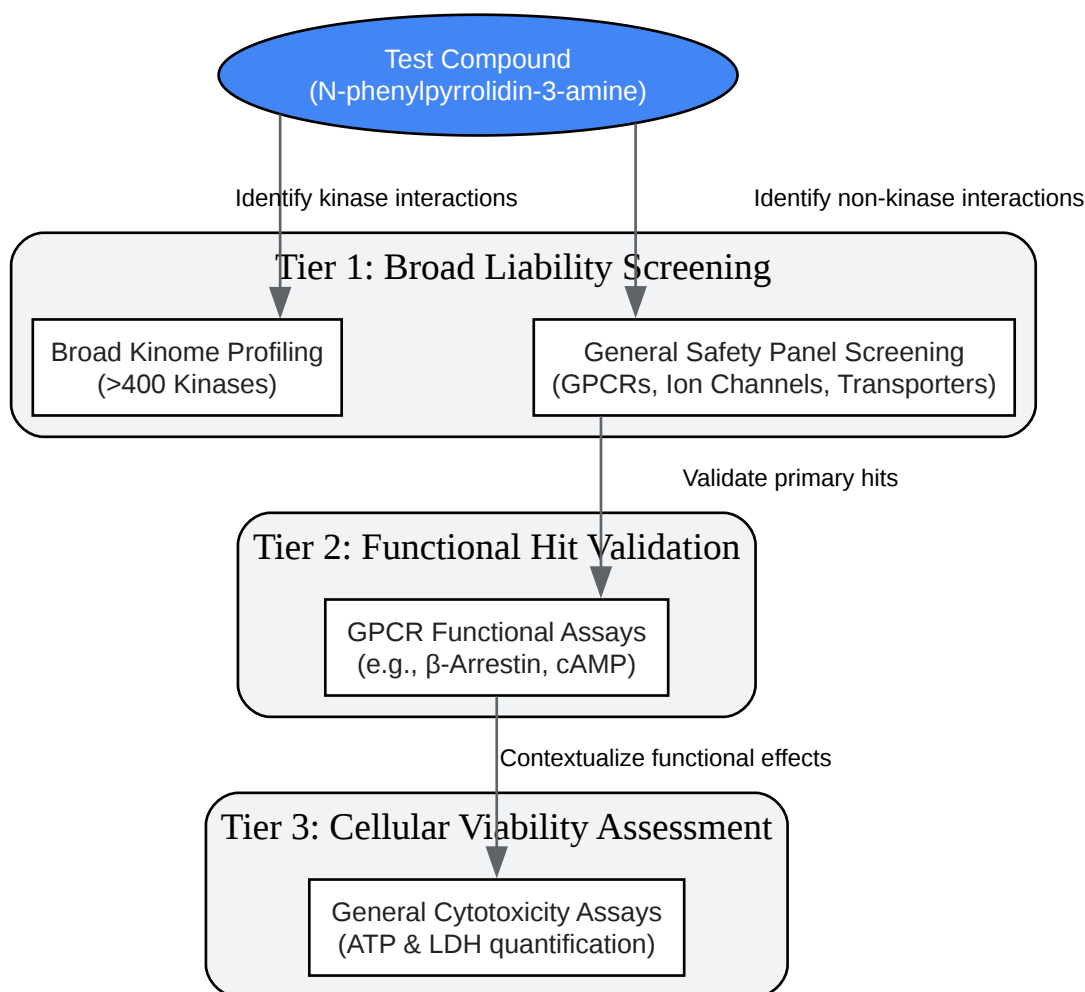 Test Compound
(N-phenylpyrrolidin-3-amine)
Identify kinase interactions
Identify non-kinase interactions
Tier 1: Broad Liability Screening
Broad Kinome Profiling
(>400 Kinases)
General Safety Panel Screening
(GPCRs, Ion Channels, Transporters)
Validate primary hits
Tier 2: Functional Hit Validation
GPCR Functional Assays
(e.g., β-Arrestin, cAMP)
Contextualize functional effects
Tier 3: Cellular Viability Assessment
General Cytotoxicity Assays
(ATP & LDH quantification)